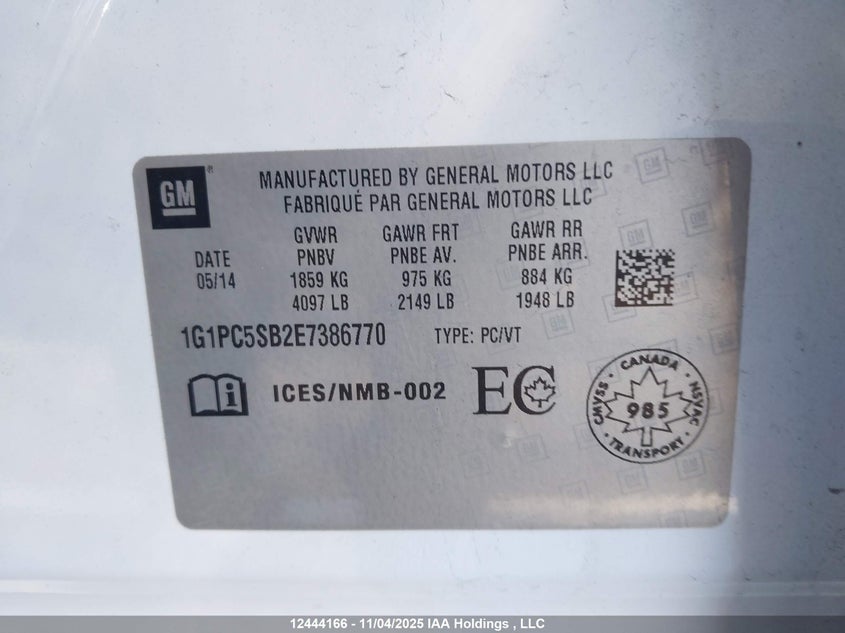 GM
MANUFACTURED BY GENERAL MOTORS LLC
FABRIQUÉ PAR GENERAL MOTORS LLC
DATE
05/14
GVWR
PNBV
1859 KG
4097 LB
GAWR FRT
PNBE AV.
975 KG
2149 LB
GAWR RR
PNBE ARR.
884 KG
1948 LB
1G1PC5SB2E7386770 TYPE: PC/VT
i ICES/NMB-002 EC
CANADA
CMVSS 985 NSVAC
TRANSPORT
12444166 - 11/04/2025 IAA Holdings , LLC